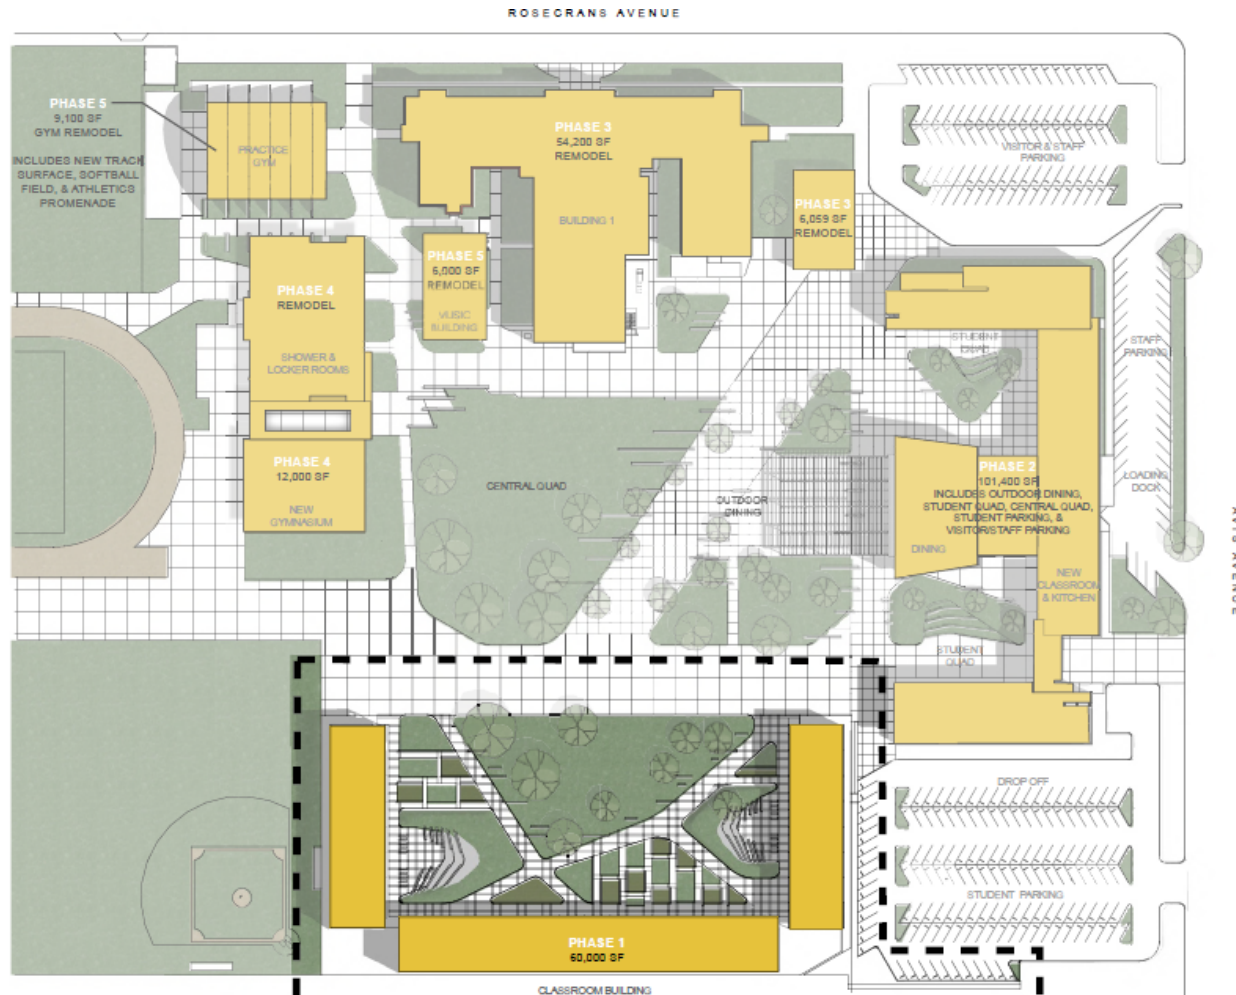 ROSECRANS AVENUE
PHASE 5
9,100 SF
GYM REMODEL
INCLUDES NEW TRACK
SURFACE, SOFTBALL
FIELD, & ATHLETICS
PROMENADE
PRACTICE
GYM
PHASE 3
54,200 SF
REMODEL
BUILDING 1
VISITOR & STAFF
PARKING
PHASE 3
6,059 SF
REMODEL
PHASE 4
REMODEL
SHOWER &
LOCKER ROOMS
PHASE 5
6,000 SF
REMODEL
MUSIC
BUILDING
STUDENT
QUAD
STAFF
PARKING
PHASE 4
12,000 SF
NEW
GYMNASIUM
CENTRAL QUAD
OUTDOOR
DINING
PHASE 2
101,400 SF
INCLUDES OUTDOOR DINING,
STUDENT QUAD, CENTRAL QUAD,
STUDENT PARKING, &
VISITOR/STAFF PARKING
DINING
NEW
CLASSROOM
& KITCHEN
LOADING
DOCK
STUDENT
QUAD
DROP OFF
STUDENT PARKING
PHASE 1
60,000 SF
CLASSROOM BUILDING